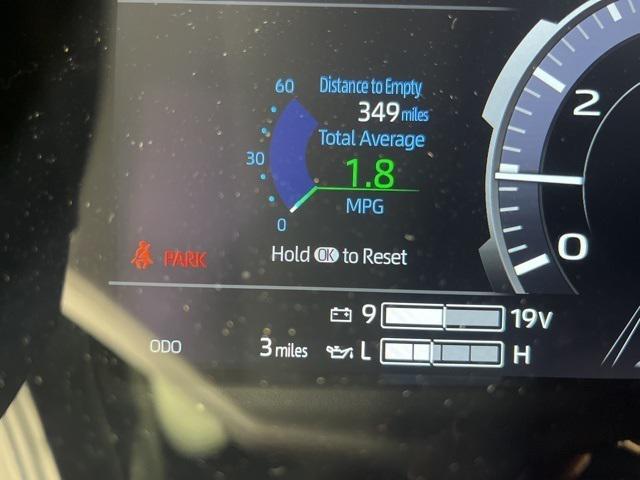 60
Distance to Empty
349 miles
Total Average
30
1.8
MPG
0
Hold OK to Reset
PARK
2
0
9
19V
ODO
3 miles
L
H